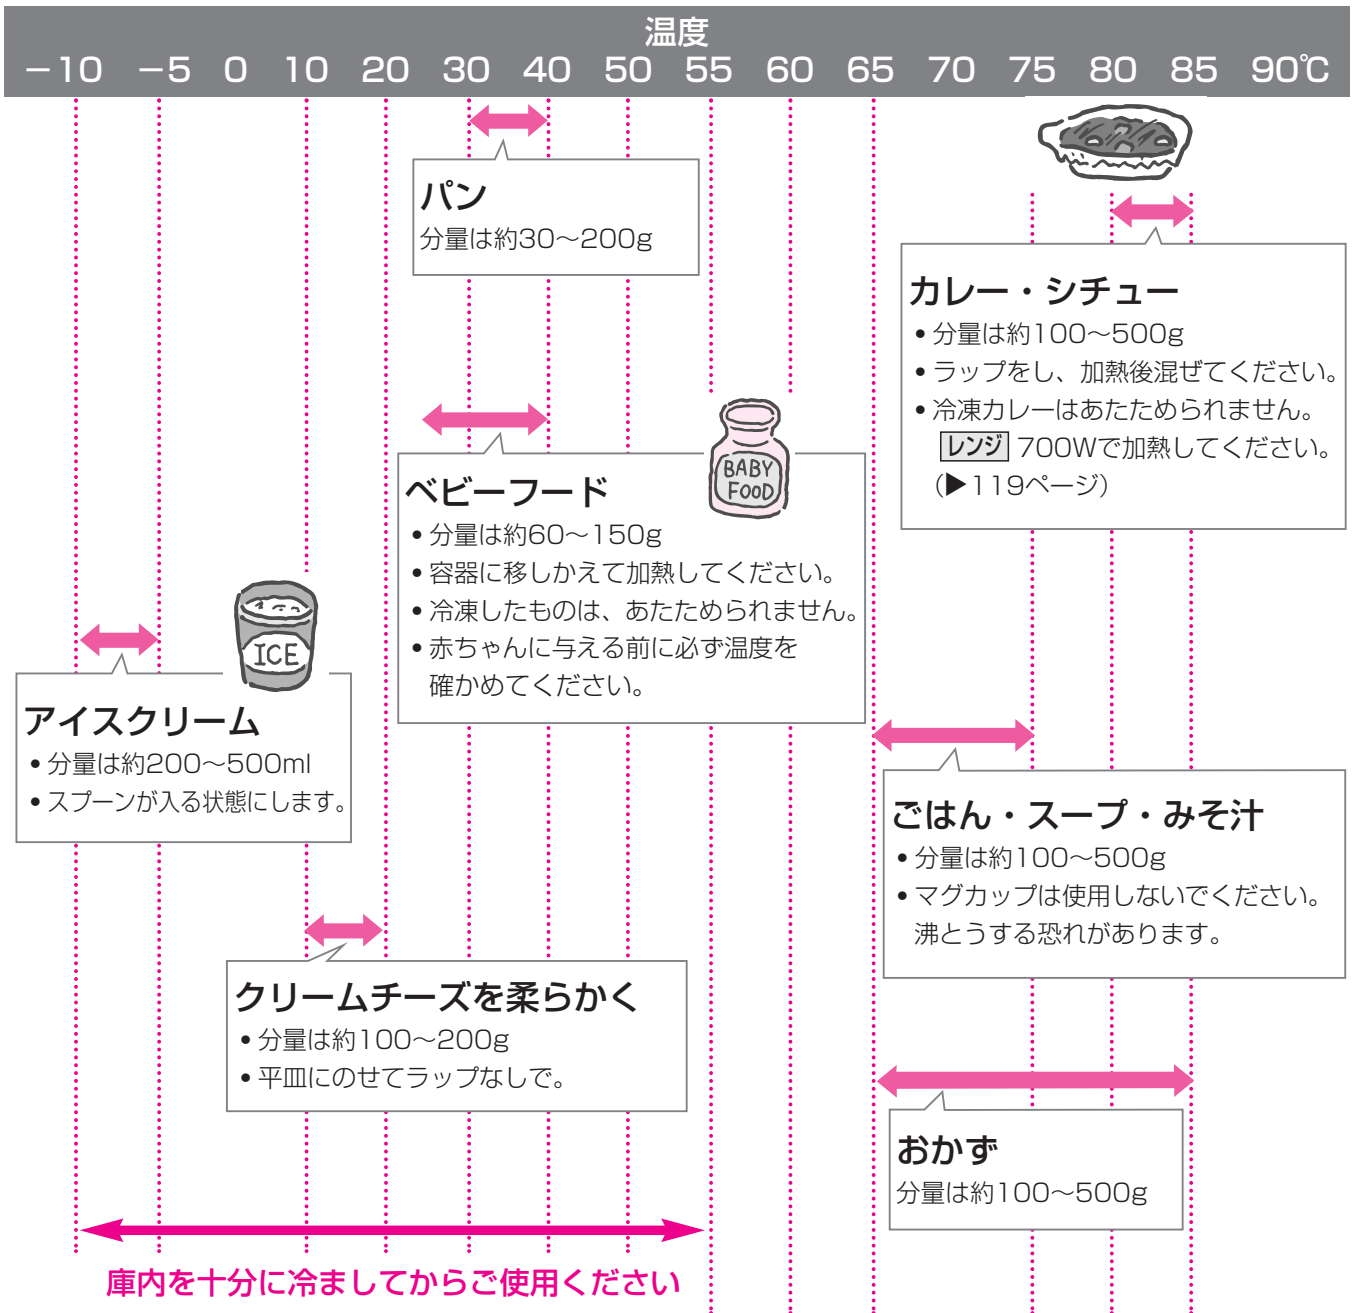 温度
－10 －5 0 10 20 30 40 50 55 60 65 70 75 80 85 90℃
パン
分量は約30～200g
カレー・シチュー
• 分量は約100～500g
• ラップをし、加熱後混ぜてください。
• 冷凍カレーはあたためられません。
レンジ 700Wで加熱してください。
(▶119ページ)
BABY
FOOD
ベビーフード
• 分量は約60～150g
• 容器に移しかえて加熱してください。
• 冷凍したものは、あたためられません。
• 赤ちゃんに与える前に必ず温度を
確かめてください。
ICE
アイスクリーム
• 分量は約200～500ml
• スプーンが入る状態にします。
ごはん・スープ・みそ汁
• 分量は約100～500g
• マグカップは使用しないでください。
沸とうする恐れがあります。
クリームチーズを柔らかく
• 分量は約100～200g
• 平皿にのせてラップなしで。
おかず
分量は約100～500g
庫内を十分に冷ましてからご使用ください